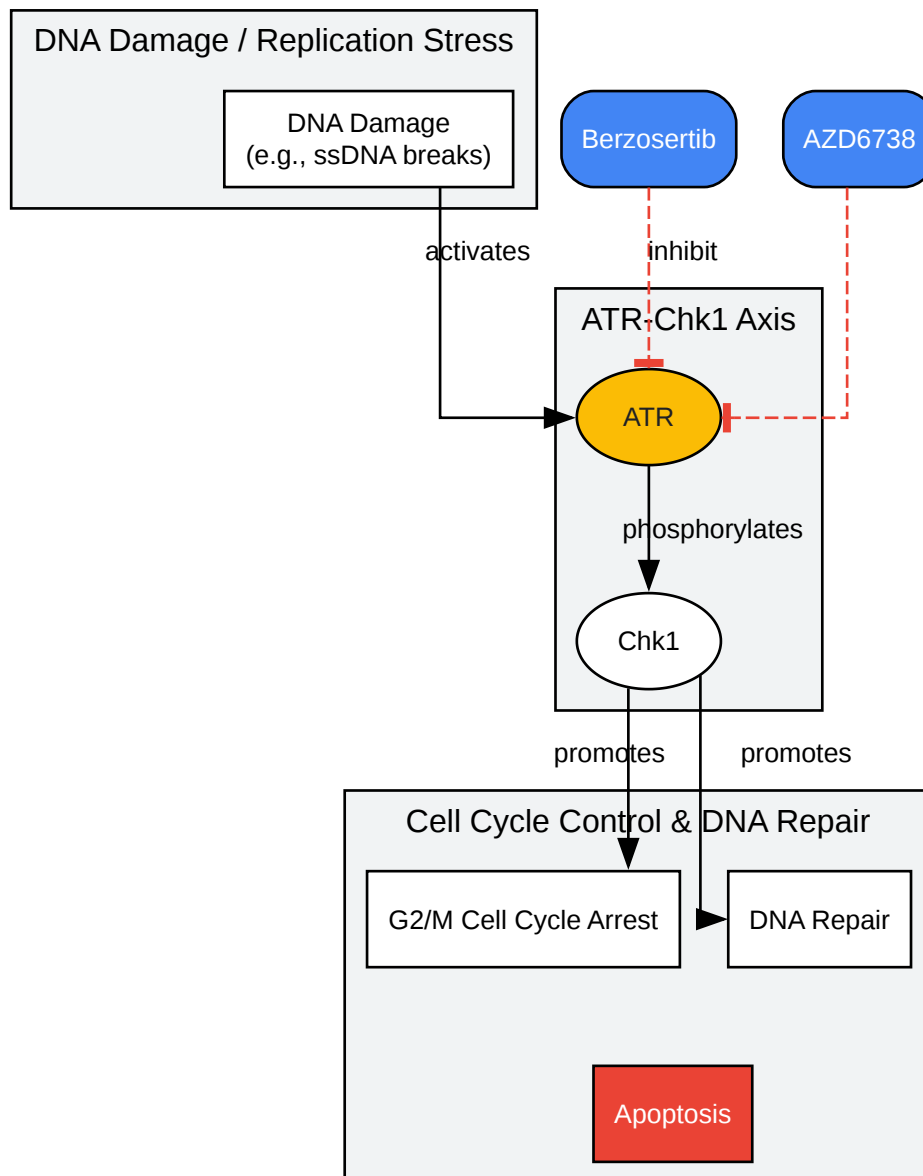 DNA Damage / Replication Stress
DNA Damage
(e.g., ssDNA breaks)
Berzosertib
AZD6738
activates
inhibit
ATR-Chk1 Axis
ATR
phosphorylates
Chk1
promotes
promotes
Cell Cycle Control & DNA Repair
G2/M Cell Cycle Arrest
DNA Repair
Apoptosis